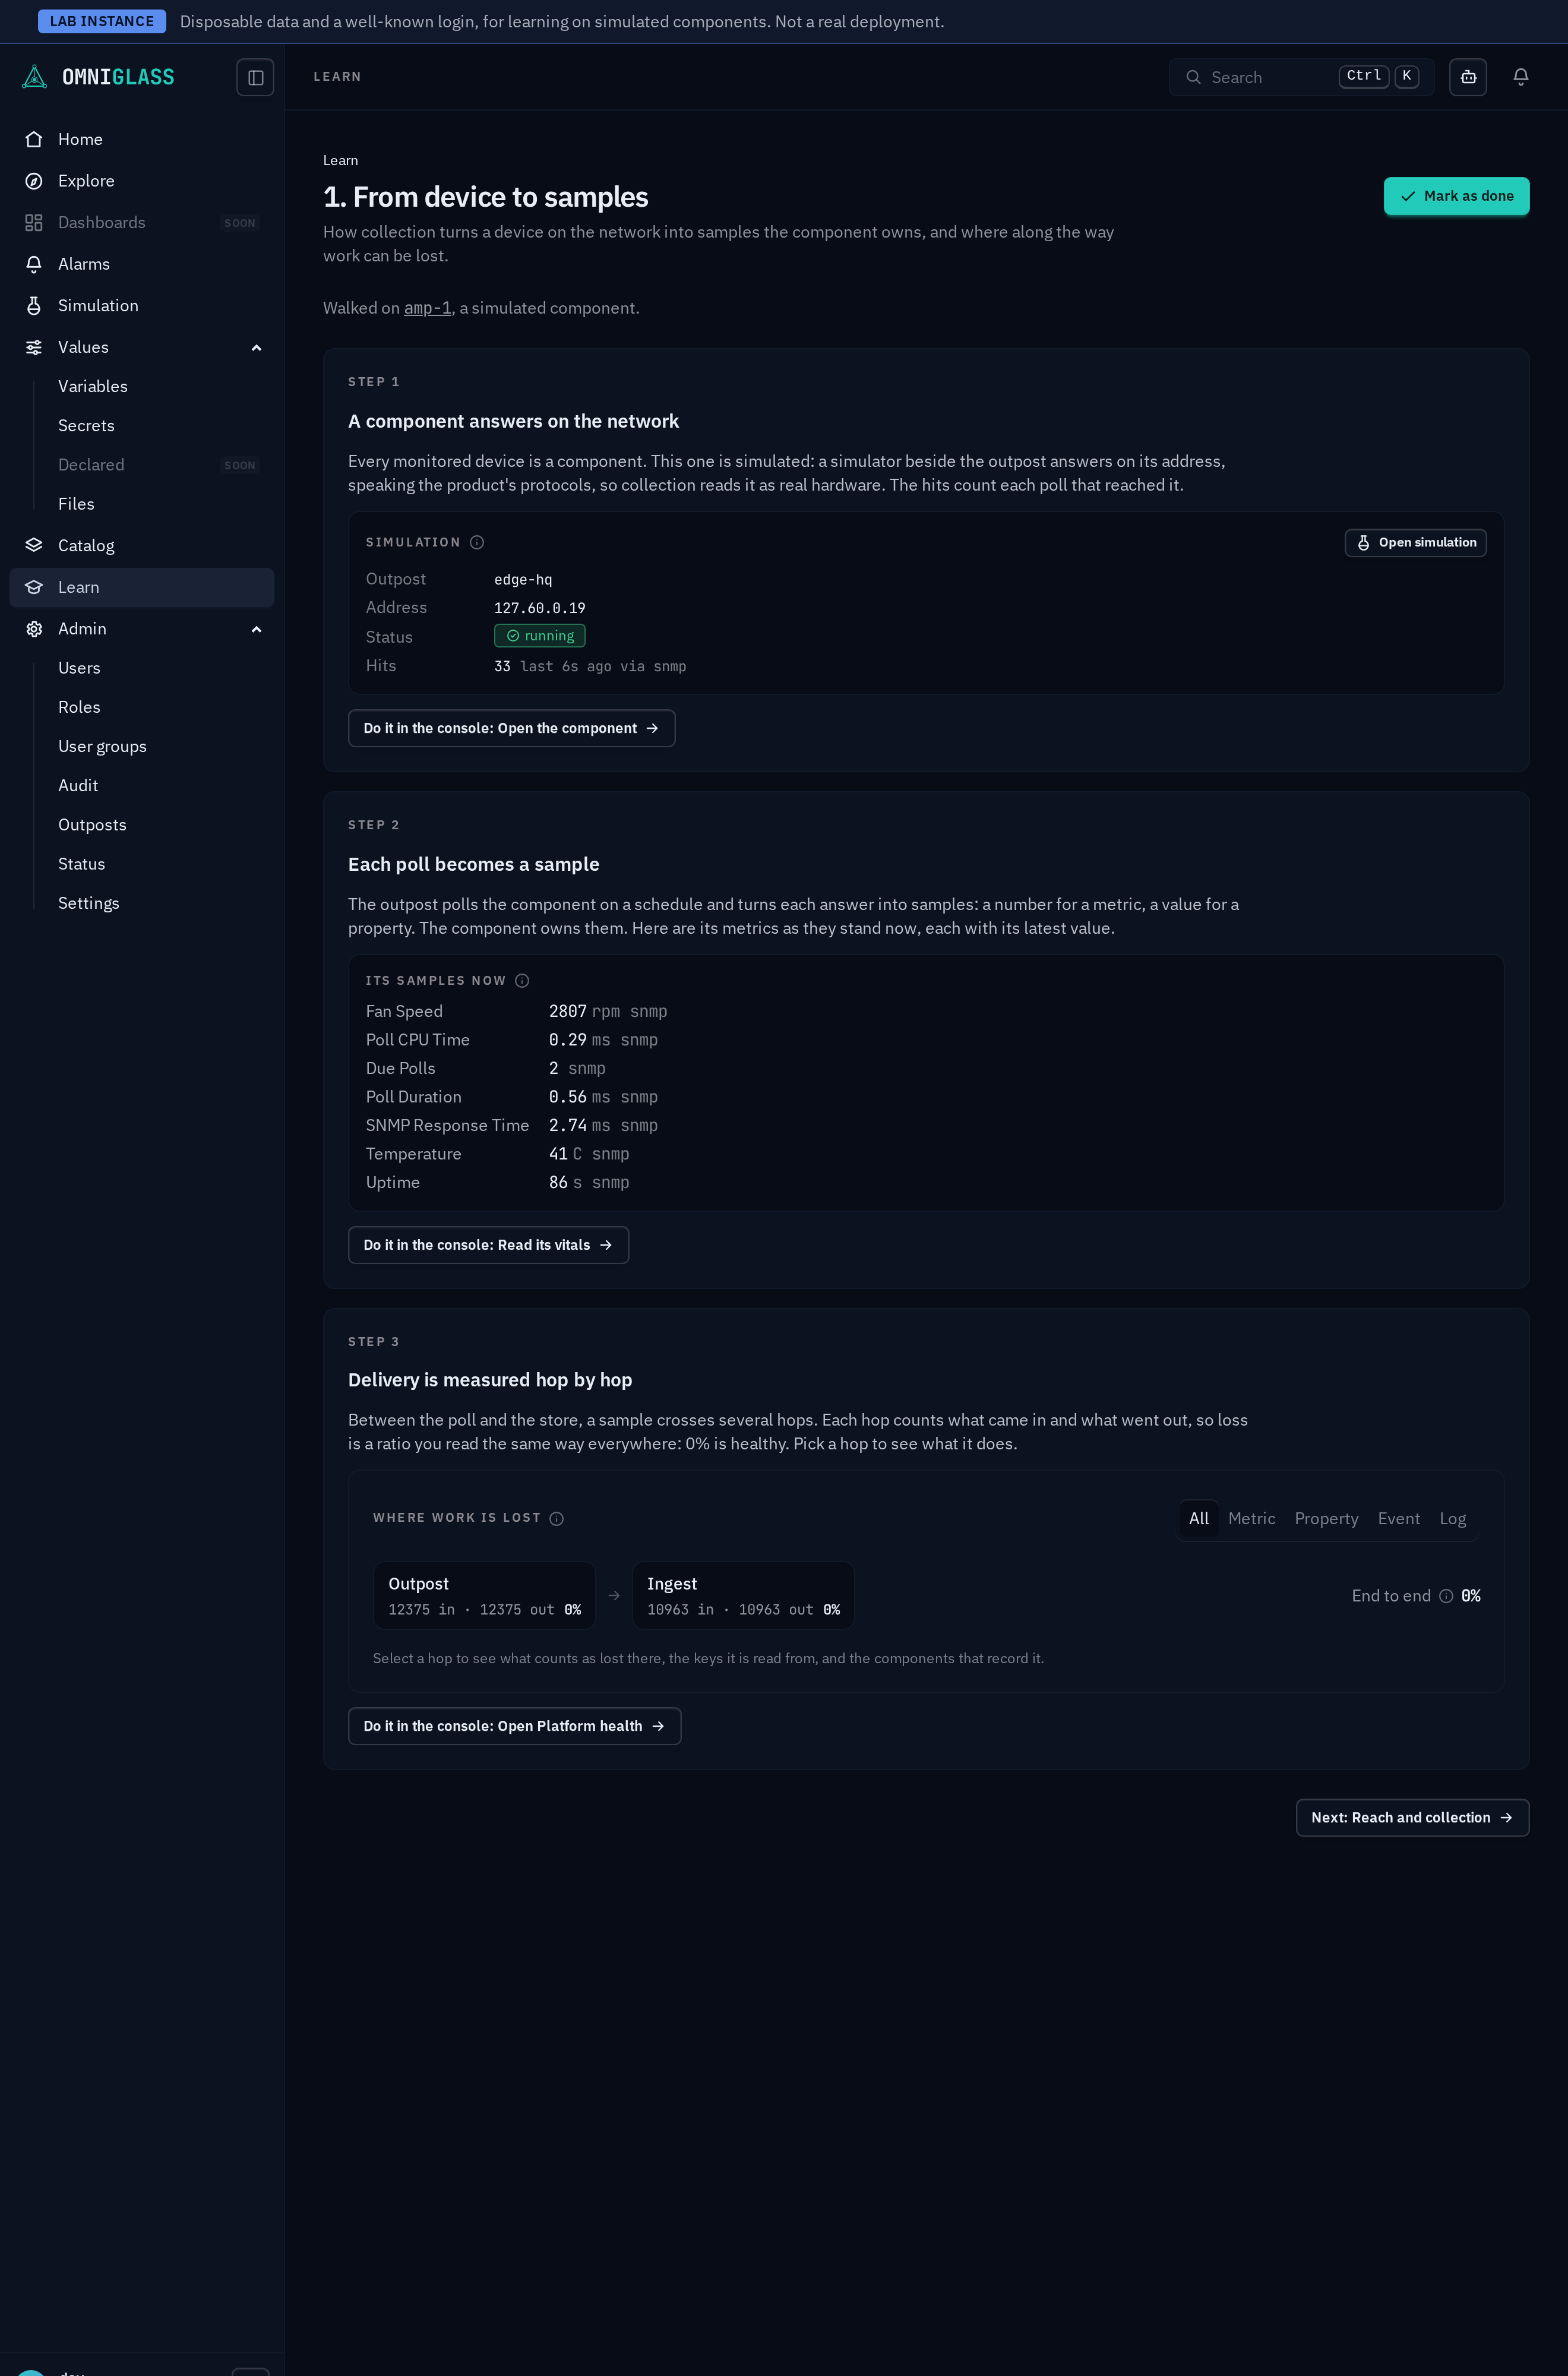 LAB INSTANCE Disposable data and a well-known login, for learning on simulated components. Not a real deployment.
OMNIGLASS
LEARN
Search Ctrl K
Home
Explore
Dashboards SOON
Alarms
Simulation
Values
Variables
Secrets
Declared SOON
Files
Catalog
Learn
Admin
Users
Roles
User groups
Audit
Outposts
Status
Settings
Learn
1. From device to samples
Mark as done
How collection turns a device on the network into samples the component owns, and where along the way
work can be lost.
Walked on amp-1, a simulated component.
STEP 1
A component answers on the network
Every monitored device is a component. This one is simulated: a simulator beside the outpost answers on its address,
speaking the product's protocols, so collection reads it as real hardware. The hits count each poll that reached it.
SIMULATION
Open simulation
Outpost edge-hq
Address 127.60.0.19
Status running
Hits 33 last 6s ago via snmp
Do it in the console: Open the component →
STEP 2
Each poll becomes a sample
The outpost polls the component on a schedule and turns each answer into samples: a number for a metric, a value for a
property. The component owns them. Here are its metrics as they stand now, each with its latest value.
ITS SAMPLES NOW
Fan Speed 2807 rpm snmp
Poll CPU Time 0.29 ms snmp
Due Polls 2 snmp
Poll Duration 0.56 ms snmp
SNMP Response Time 2.74 ms snmp
Temperature 41 C snmp
Uptime 86 s snmp
Do it in the console: Read its vitals →
STEP 3
Delivery is measured hop by hop
Between the poll and the store, a sample crosses several hops. Each hop counts what came in and what went out, so loss
is a ratio you read the same way everywhere: 0% is healthy. Pick a hop to see what it does.
WHERE WORK IS LOST
All Metric Property Event Log
Outpost
12375 in · 12375 out 0%
→
Ingest
10963 in · 10963 out 0%
End to end 0%
Select a hop to see what counts as lost there, the keys it is read from, and the components that record it.
Do it in the console: Open Platform health →
Next: Reach and collection →